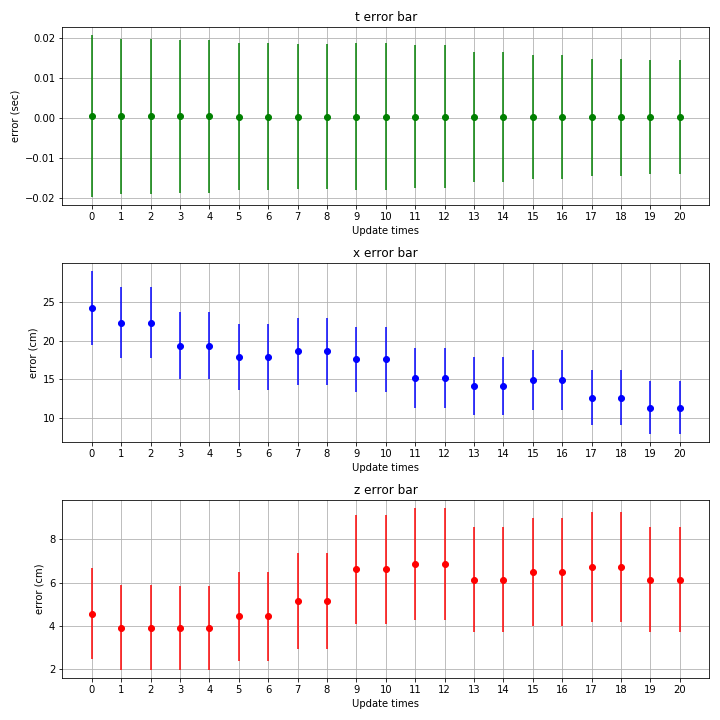 t error bar
0.02
0.01
0.00
−0.01
−0.02
error (sec)
0 1 2 3 4 5 6 7 8 9 10 11 12 13 14 15 16 17 18 19 20
Update times
x error bar
25
20
15
10
error (cm)
0 1 2 3 4 5 6 7 8 9 10 11 12 13 14 15 16 17 18 19 20
Update times
z error bar
8
6
4
2
error (cm)
0 1 2 3 4 5 6 7 8 9 10 11 12 13 14 15 16 17 18 19 20
Update times